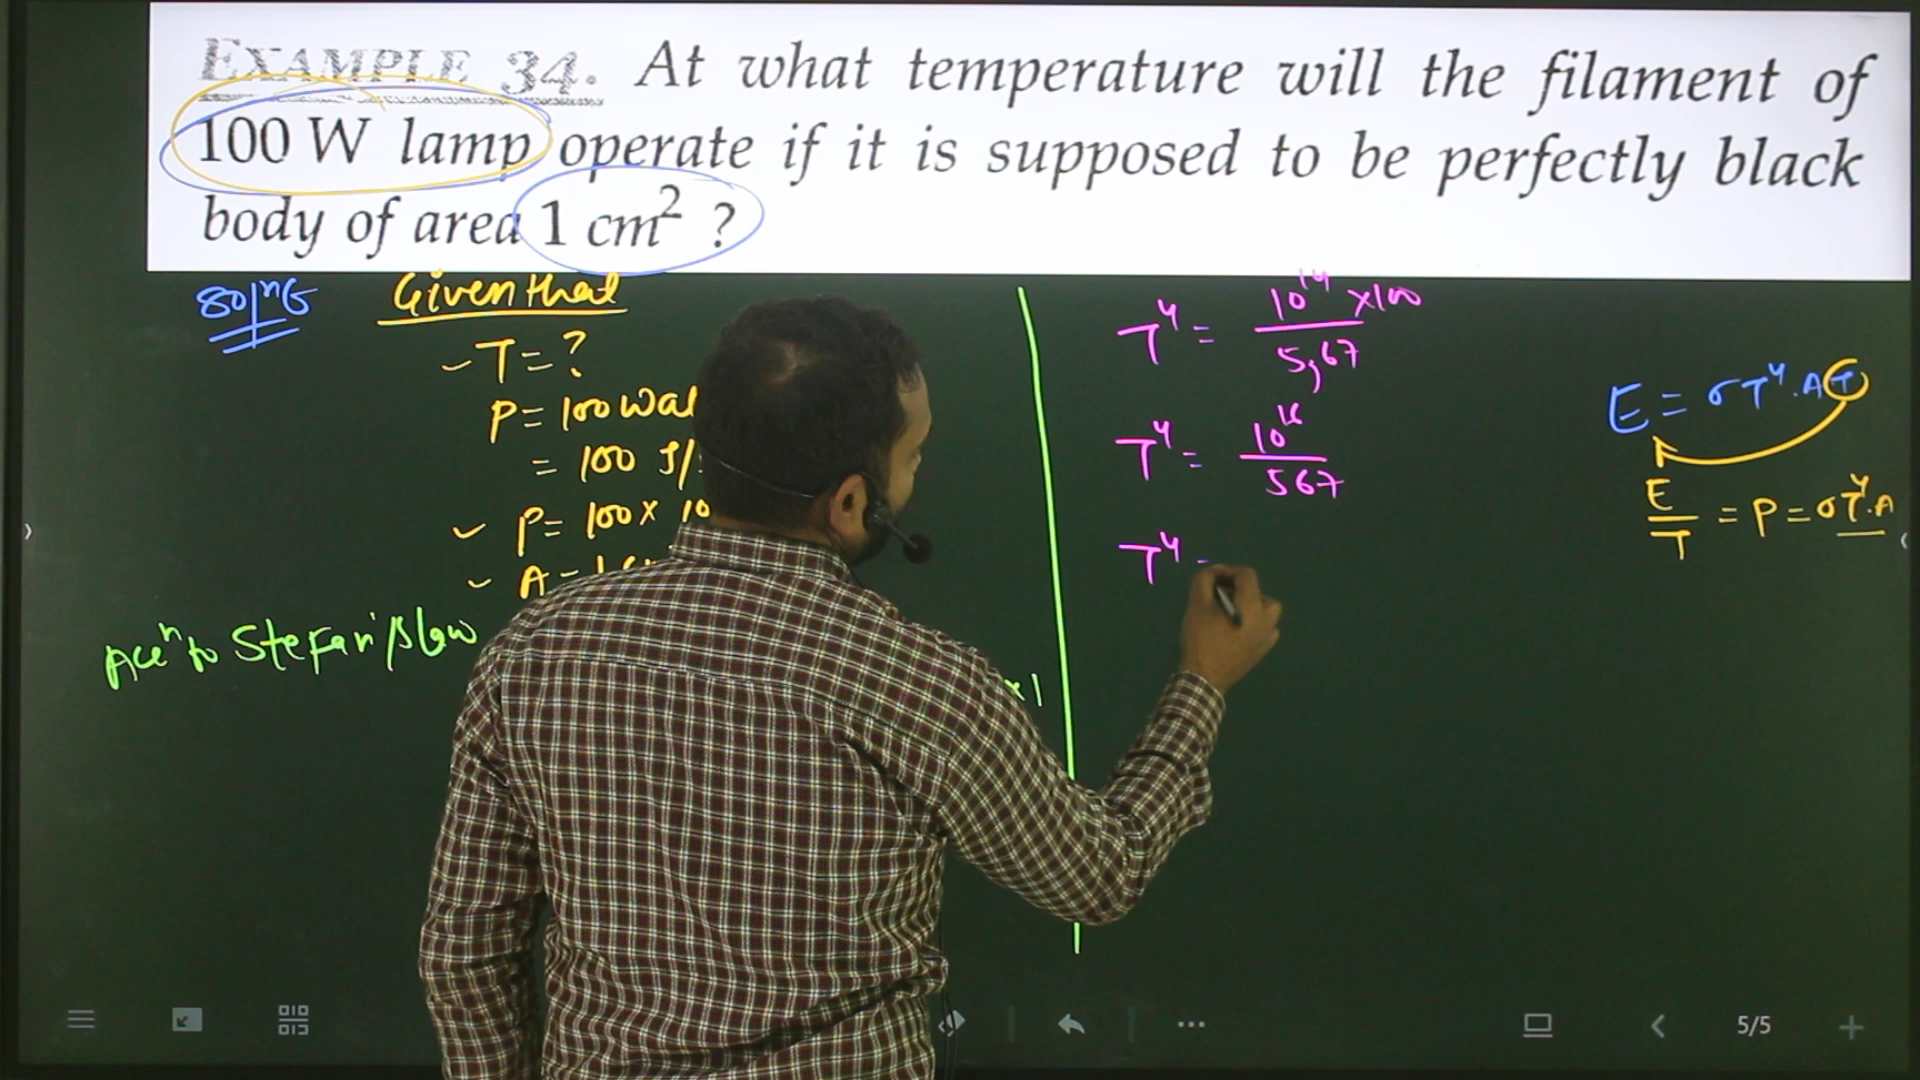 EXAMPLE 34. At what temperature will the filament of
100 W lamp operate if it is supposed to be perfectly black
body of area 1 cm² ?
Given that
T = ?
P = 100 Wa
= 100 J/
P = 100 × 10
A =
to Stefan's law
×1
T⁴ = 10¹⁴ × 100 / 5,67
T⁴ = 10¹⁶ / 567
T⁴ =
E = σT⁴.A T
E / T = P = σT⁴.A
5/5